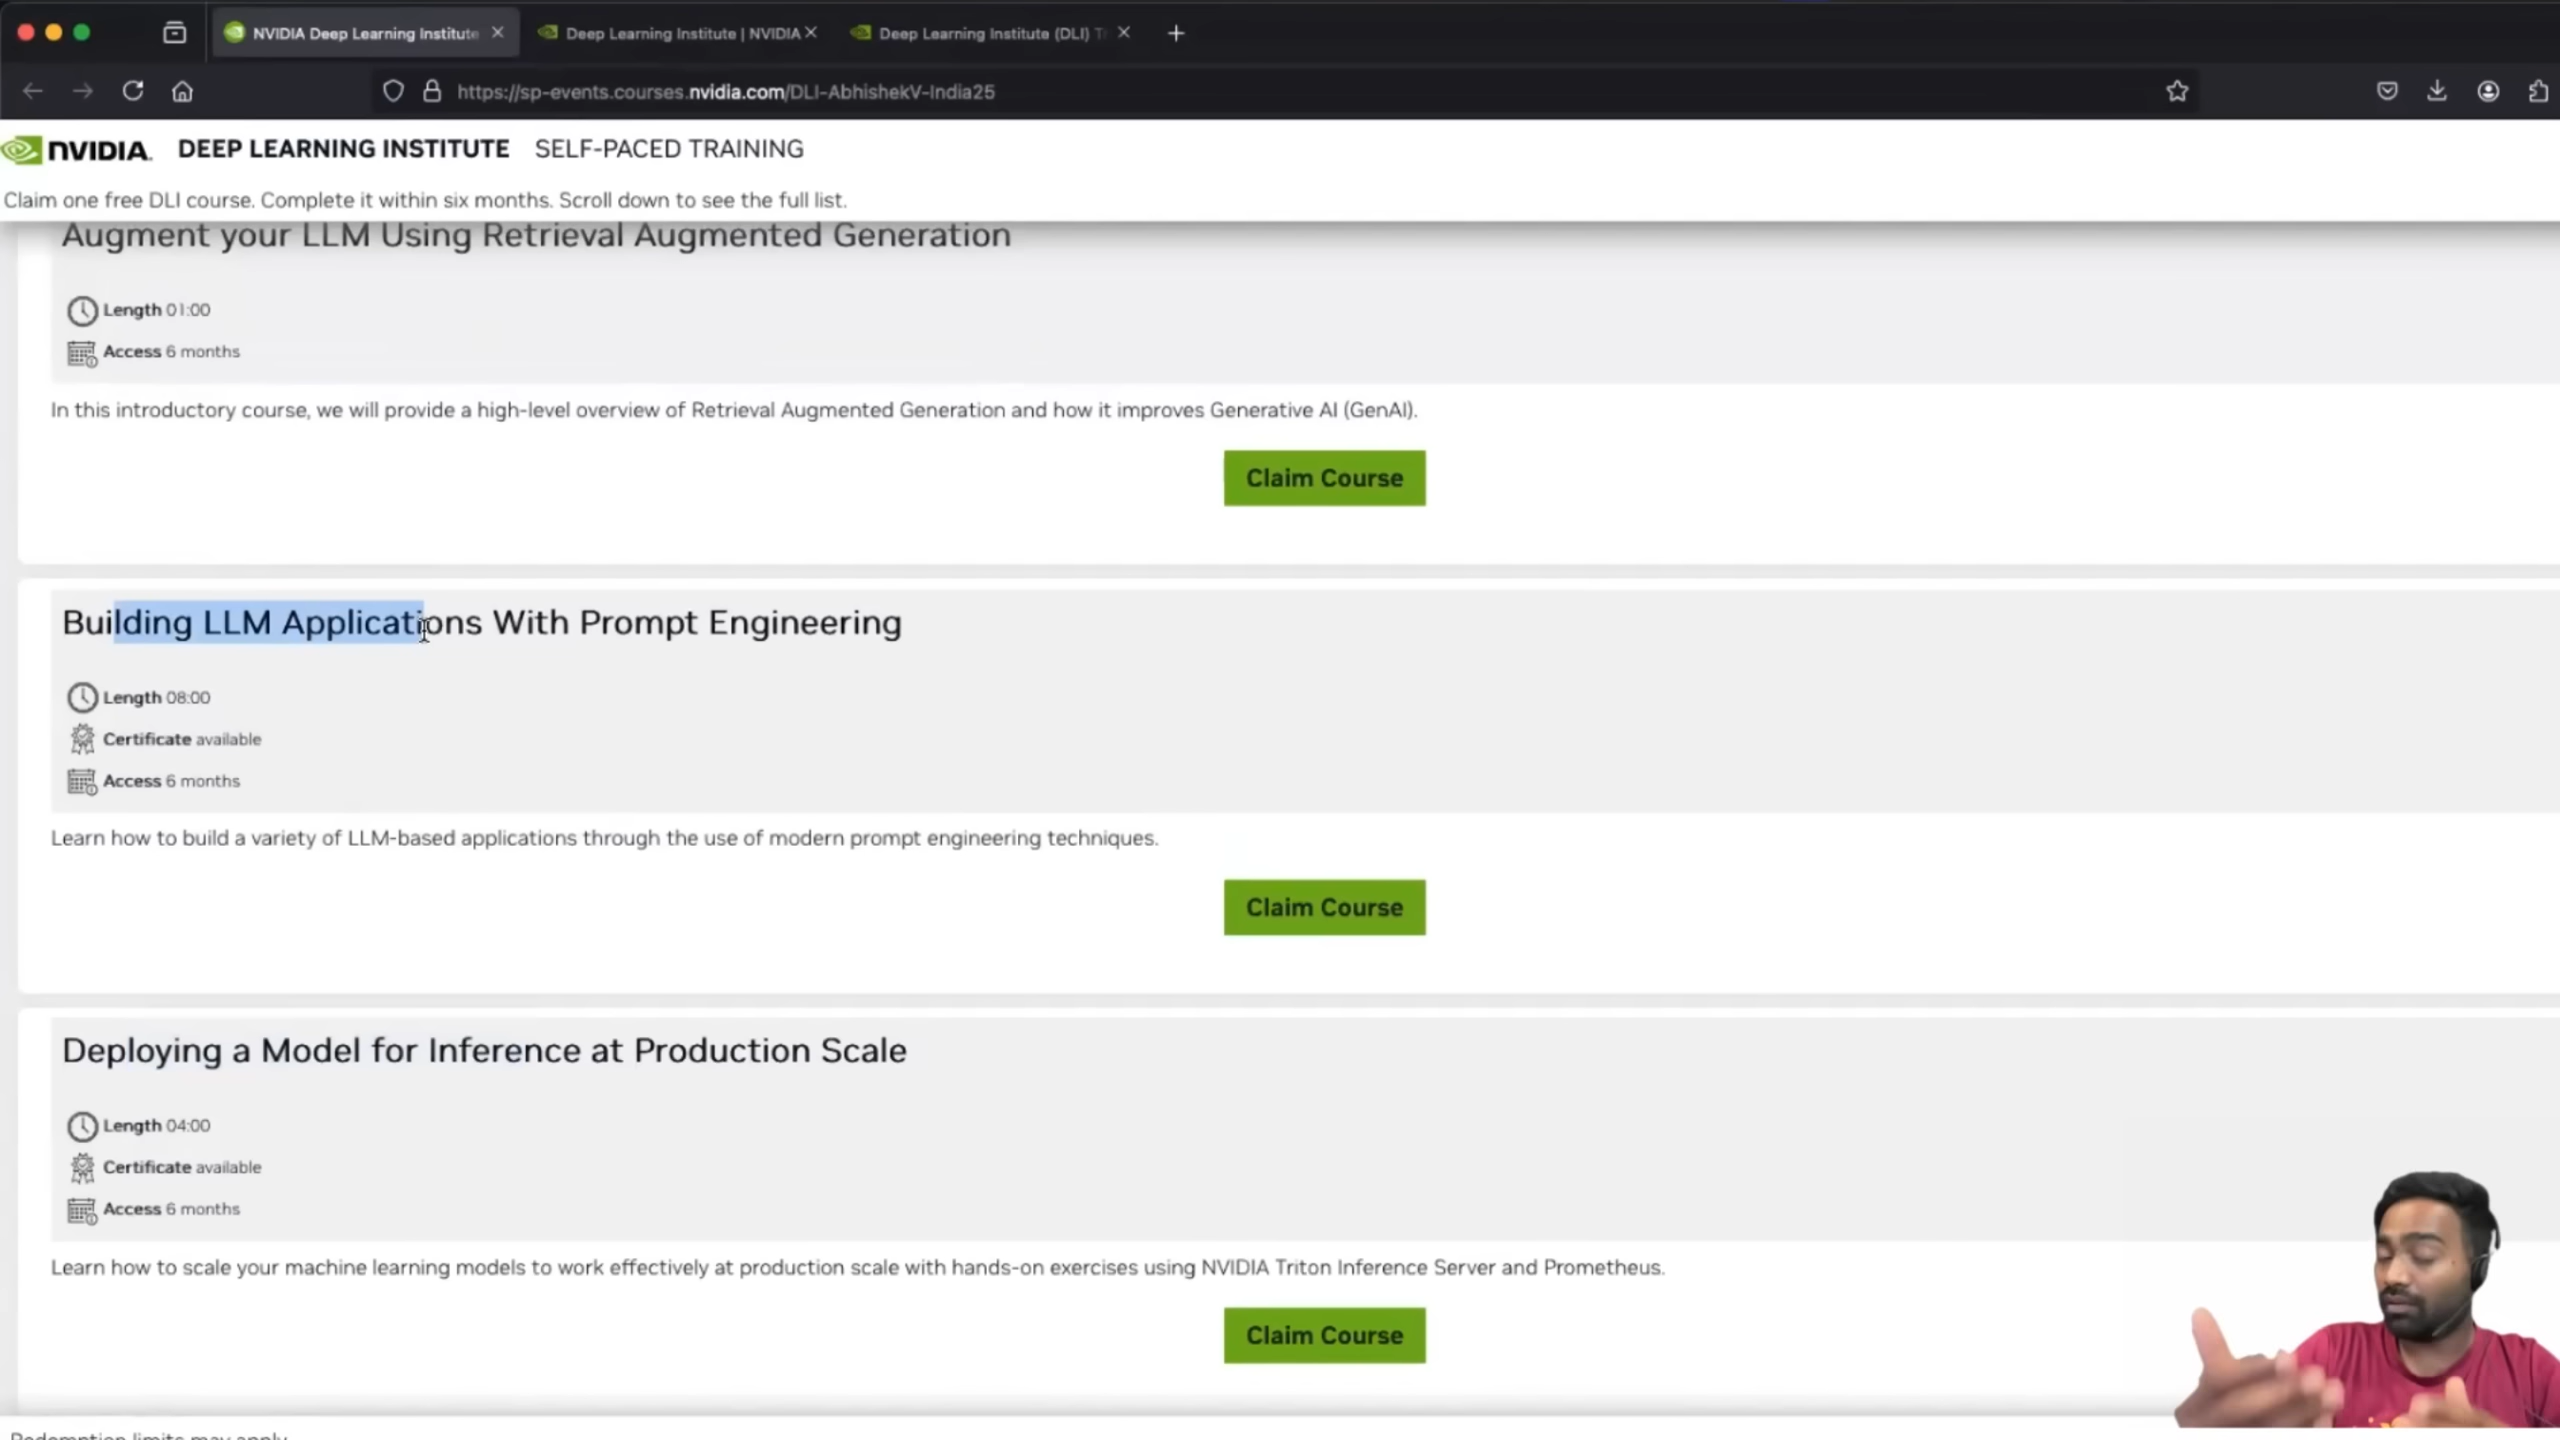 NVIDIA Deep Learning Institute
Deep Learning Institute | NVIDIA
Deep Learning Institute (DLI) T
https://sp-events.courses.nvidia.com/DLI-AbhishekV-India25
NVIDIA. DEEP LEARNING INSTITUTE SELF-PACED TRAINING
Claim one free DLI course. Complete it within six months. Scroll down to see the full list.
Augment your LLM Using Retrieval Augmented Generation
Length 01:00
Access 6 months
In this introductory course, we will provide a high-level overview of Retrieval Augmented Generation and how it improves Generative AI (GenAI).
Claim Course
Building LLM Applications With Prompt Engineering
Length 08:00
Certificate available
Access 6 months
Learn how to build a variety of LLM-based applications through the use of modern prompt engineering techniques.
Claim Course
Deploying a Model for Inference at Production Scale
Length 04:00
Certificate available
Access 6 months
Learn how to scale your machine learning models to work effectively at production scale with hands-on exercises using NVIDIA Triton Inference Server and Prometheus.
Claim Course
Redemption limits may apply